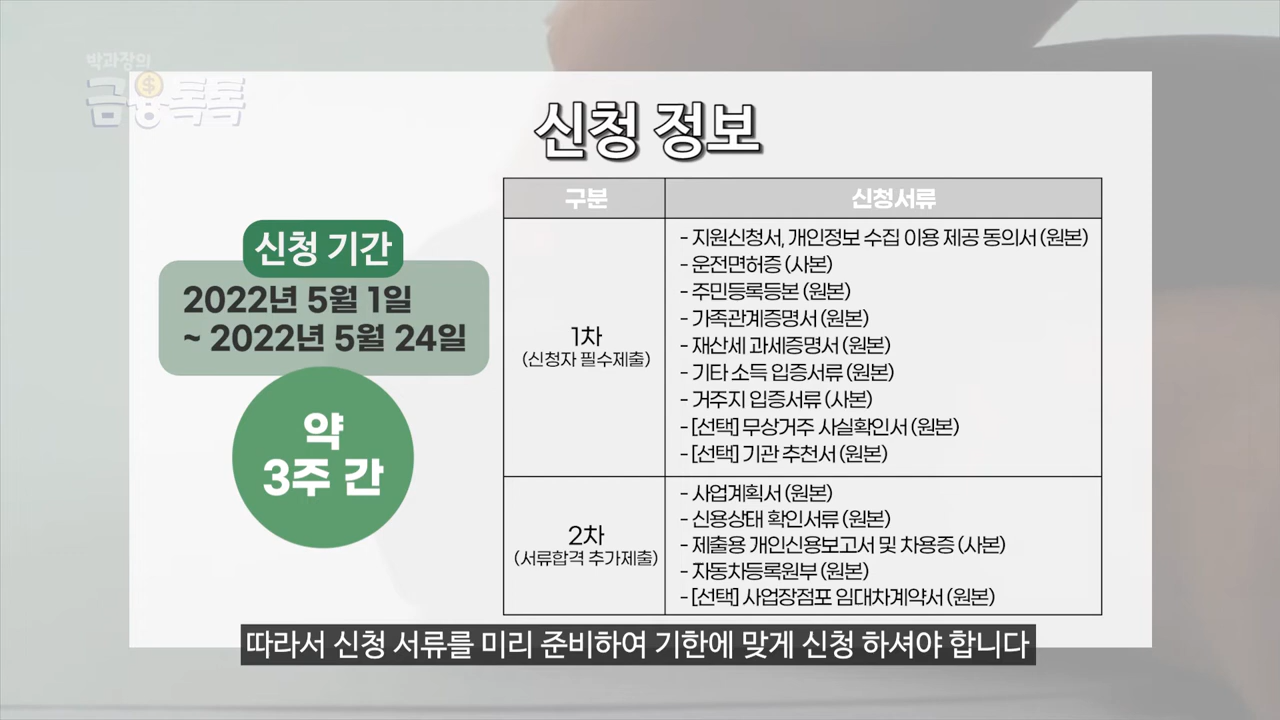 박과장의
금융톡톡
신청 정보
신청 기간
2022년 5월 1일
~ 2022년 5월 24일
약
3주 간
구분
신청서류
1차
(신청자 필수제출)
- 지원신청서, 개인정보 수집 이용 제공 동의서 (원본)
- 운전면허증 (사본)
- 주민등록등본 (원본)
- 가족관계증명서 (원본)
- 재산세 과세증명서 (원본)
- 기타 소득 입증서류 (원본)
- 거주지 입증서류 (사본)
- [선택] 무상거주 사실확인서 (원본)
- [선택] 기관 추천서 (원본)
2차
(서류합격 추가제출)
- 사업계획서 (원본)
- 신용상태 확인서류 (원본)
- 제출용 개인신용보고서 및 차용증 (사본)
- 자동차등록원부 (원본)
- [선택] 사업장점포 임대차계약서 (원본)
따라서 신청 서류를 미리 준비하여 기한에 맞게 신청 하셔야 합니다